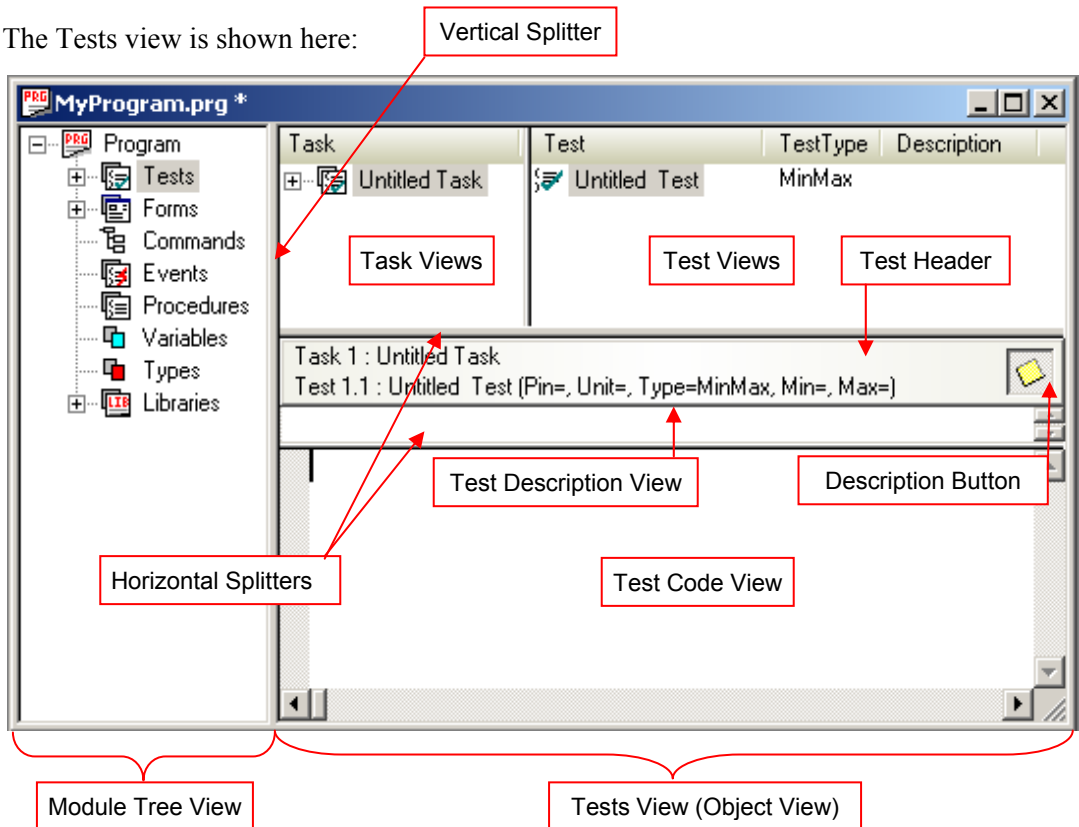 The Tests view is shown here:
Vertical Splitter
PRG MyProgram.prg *
PRG Program
Tests
Forms
Commands
Events
Procedures
Variables
Types
LIB Libraries
Task
Test TestType Description
Untitled Task
Untitled Test MinMax
Task Views
Test Views
Test Header
Task 1 : Untitled Task
Test 1.1 : Untitled Test (Pin=, Unit=, Type=MinMax, Min=, Max=)
Test Description View
Description Button
Horizontal Splitters
Test Code View
Module Tree View
Tests View (Object View)